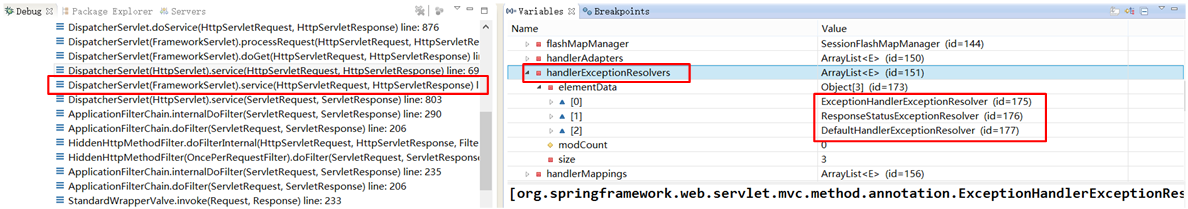 Debug Package Explorer Servers
DispatcherServlet.doService(HttpServletRequest, HttpServletResponse) line: 876
DispatcherServlet(FrameworkServlet).processRequest(HttpServletRequest, HttpServletRe
DispatcherServlet(FrameworkServlet).doGet(HttpServletRequest, HttpServletResponse) l
DispatcherServlet(HttpServlet).service(HttpServletRequest, HttpServletResponse) line: 69
DispatcherServlet(FrameworkServlet).service(HttpServletRequest, HttpServletResponse) l
DispatcherServlet(HttpServlet).service(ServletRequest, ServletResponse) line: 803
ApplicationFilterChain.internalDoFilter(ServletRequest, ServletResponse) line: 290
ApplicationFilterChain.doFilter(ServletRequest, ServletResponse) line: 206
HiddenHttpMethodFilter.doFilterInternal(HttpServletRequest, HttpServletResponse, Filte
HiddenHttpMethodFilter(OncePerRequestFilter).doFilter(ServletRequest, ServletRespons
ApplicationFilterChain.internalDoFilter(ServletRequest, ServletResponse) line: 235
ApplicationFilterChain.doFilter(ServletRequest, ServletResponse) line: 206
StandardWrapperValve.invoke(Request, Response) line: 233
(x)= Variables Breakpoints
Name Value
flashMapManager SessionFlashMapManager (id=144)
handlerAdapters ArrayList<E> (id=150)
handlerExceptionResolvers ArrayList<E> (id=151)
elementData Object[3] (id=173)
[0] ExceptionHandlerExceptionResolver (id=175)
[1] ResponseStatusExceptionResolver (id=176)
[2] DefaultHandlerExceptionResolver (id=177)
modCount 0
size 3
handlerMappings ArrayList<E> (id=156)
[org.springframework.web.servlet.mvc.method.annotation.ExceptionHandlerExceptionRes